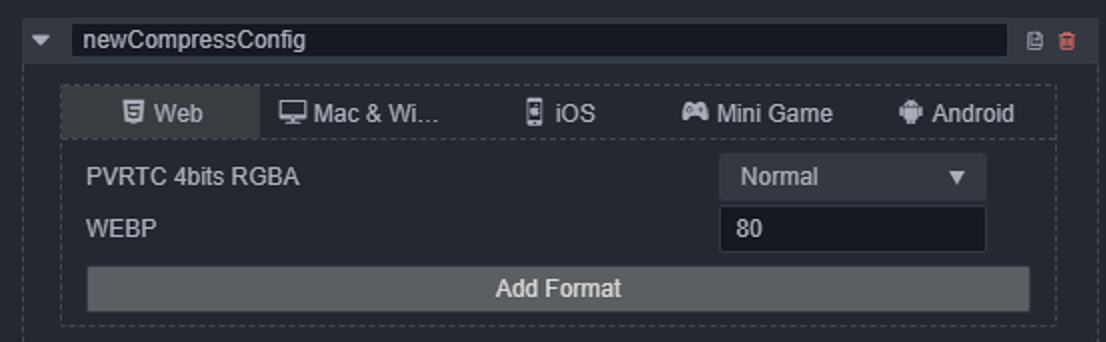 newCompressConfig
Web Mac & Wi... iOS Mini Game Android
PVRTC 4bits RGBA Normal
WEBP 80
Add Format